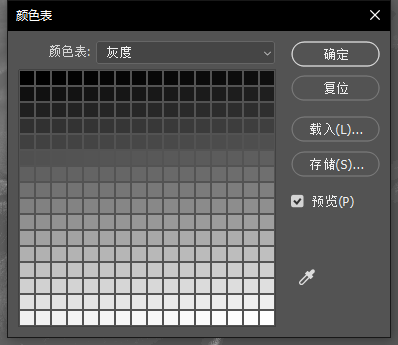 颜色表
颜色表: 灰度
确定
复位
载入(L)...
存储(S)...
预览(P)